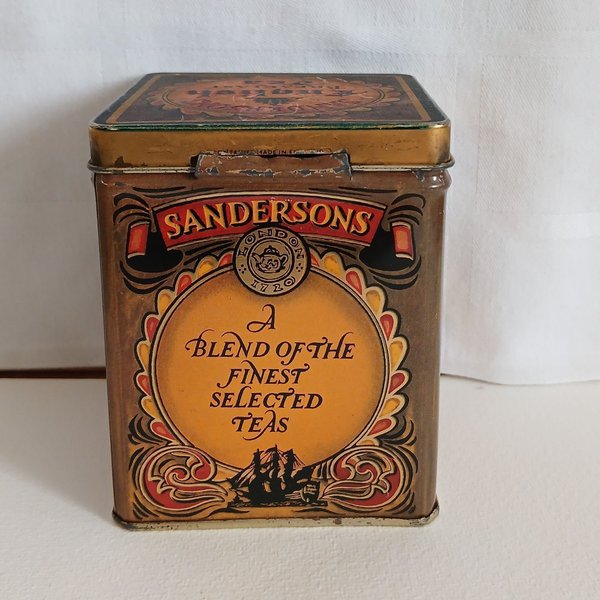 SANDERSONS
LONDON
1720
A
BLEND OF THE
FINEST
SELECTED
TEAS